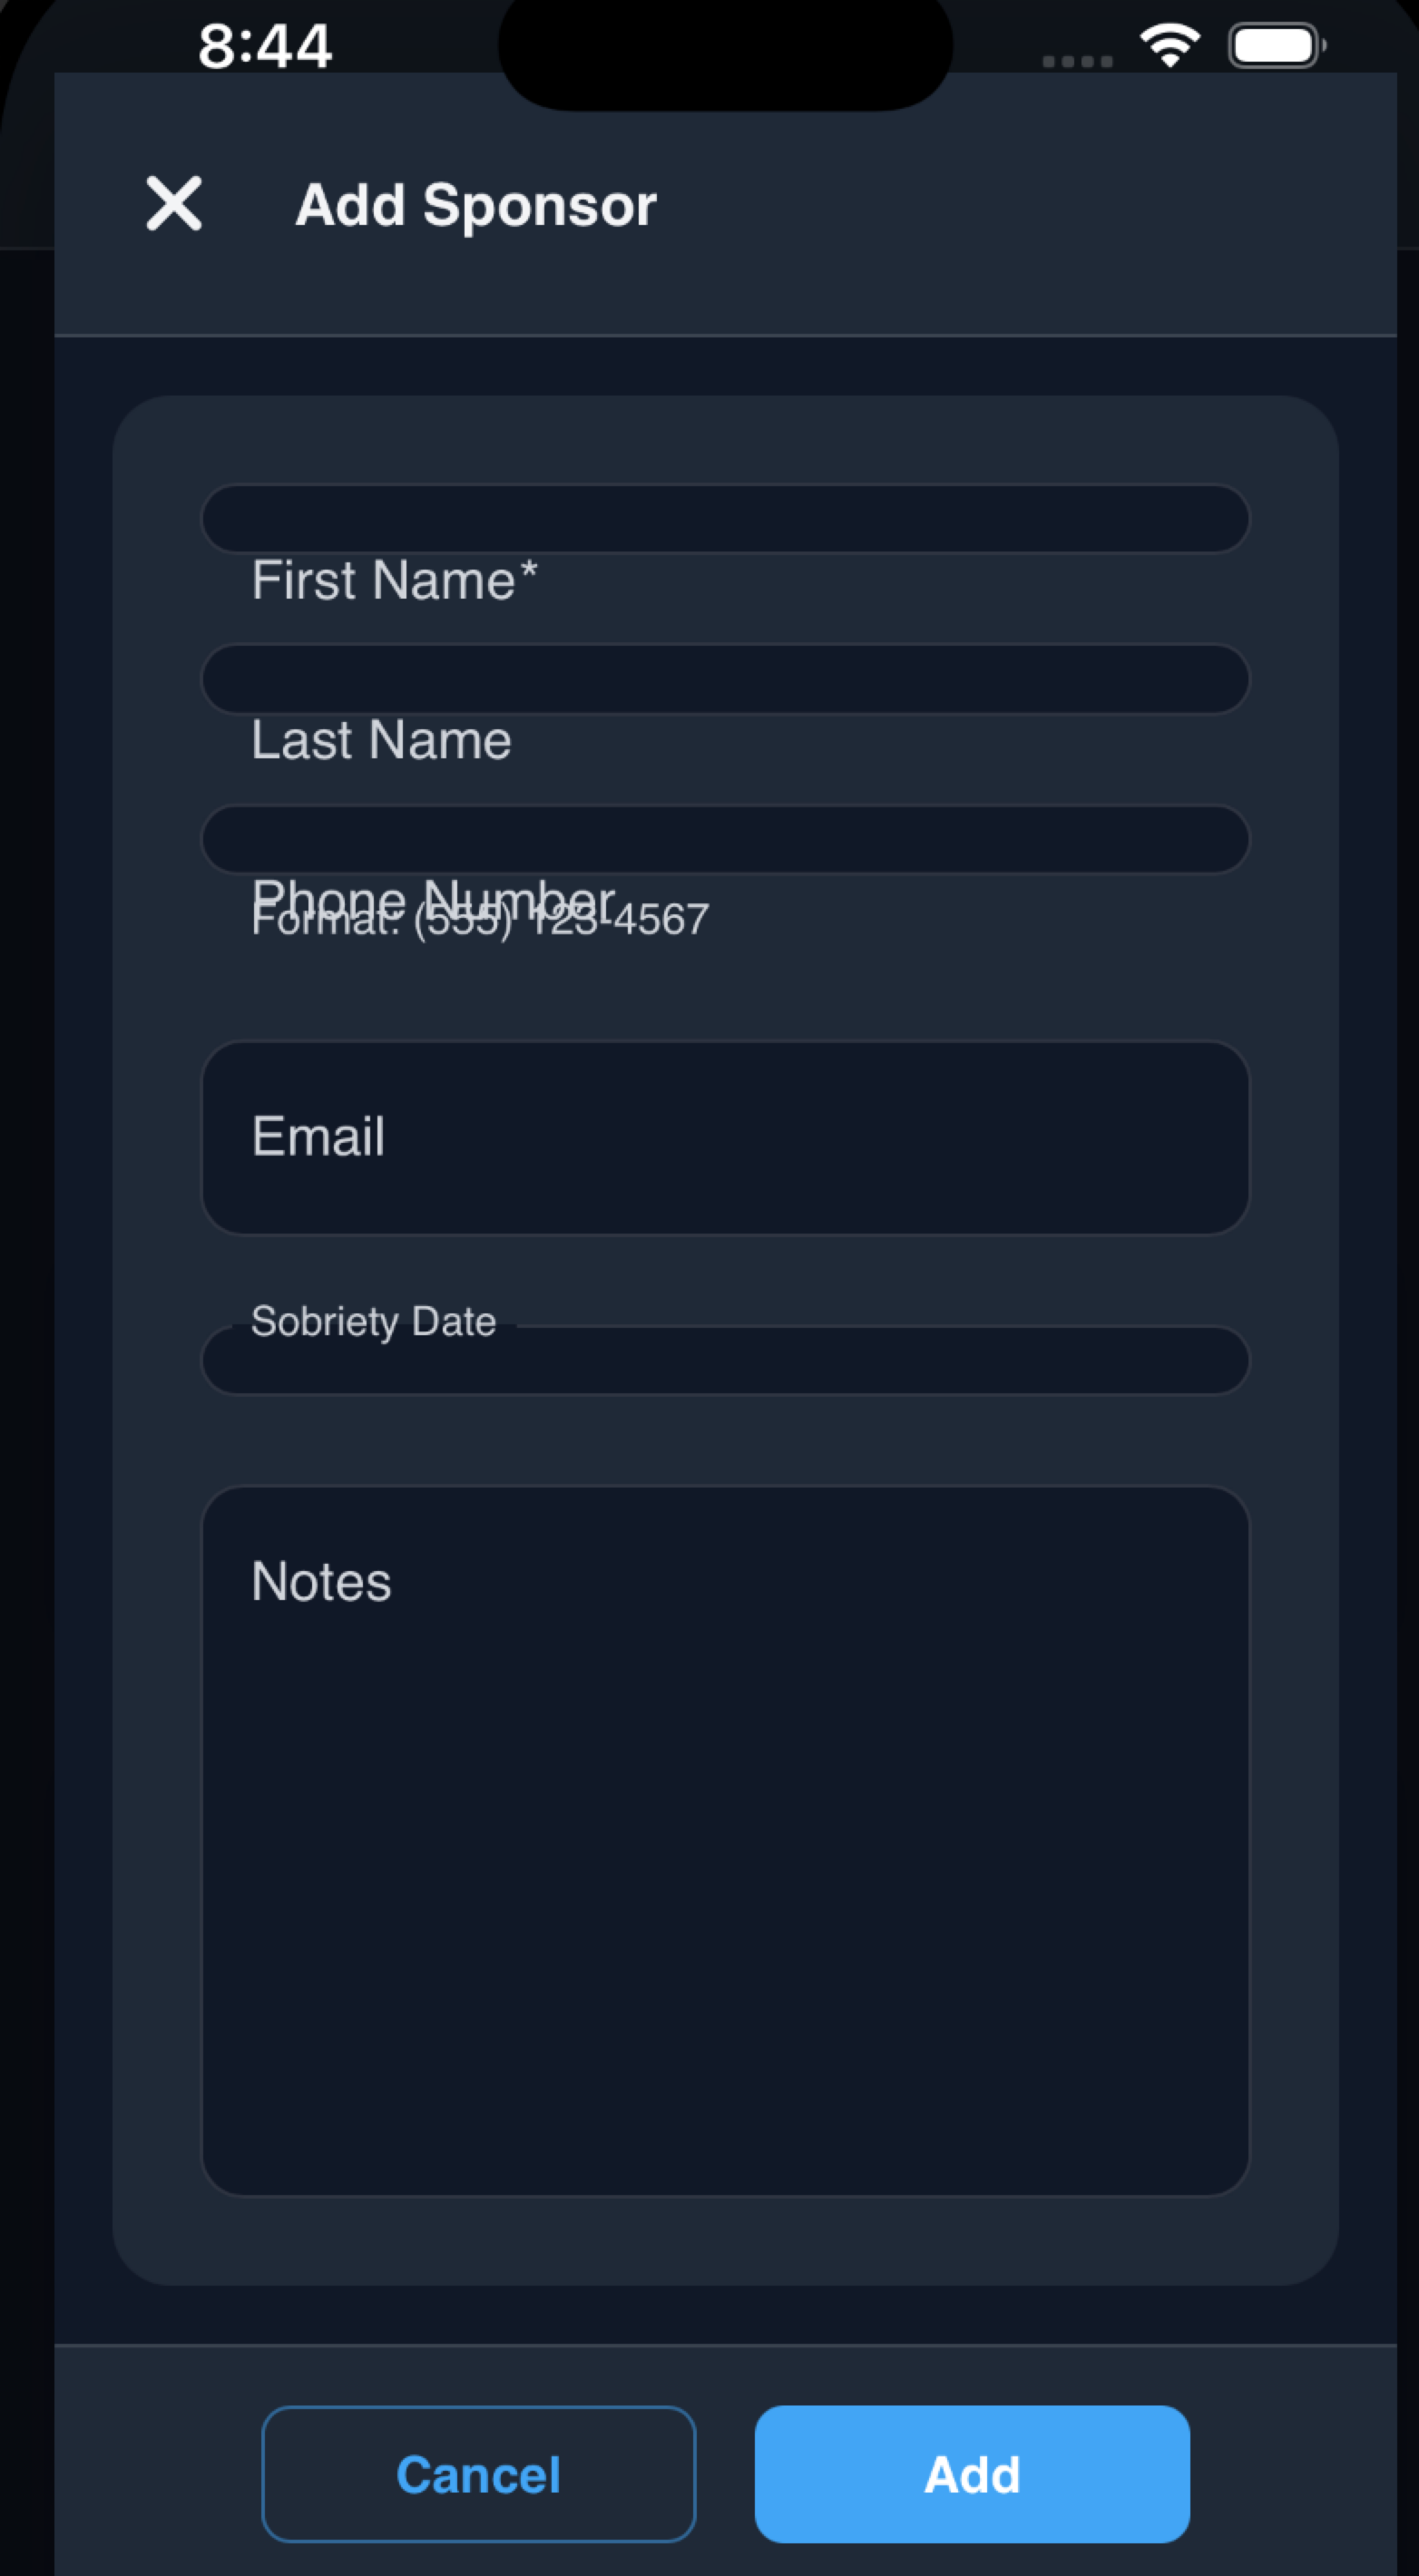 8:44
Add Sponsor
First Name*
Last Name
Phone Number
Format: (555) 123-4567
Email
Sobriety Date
Notes
Cancel
Add